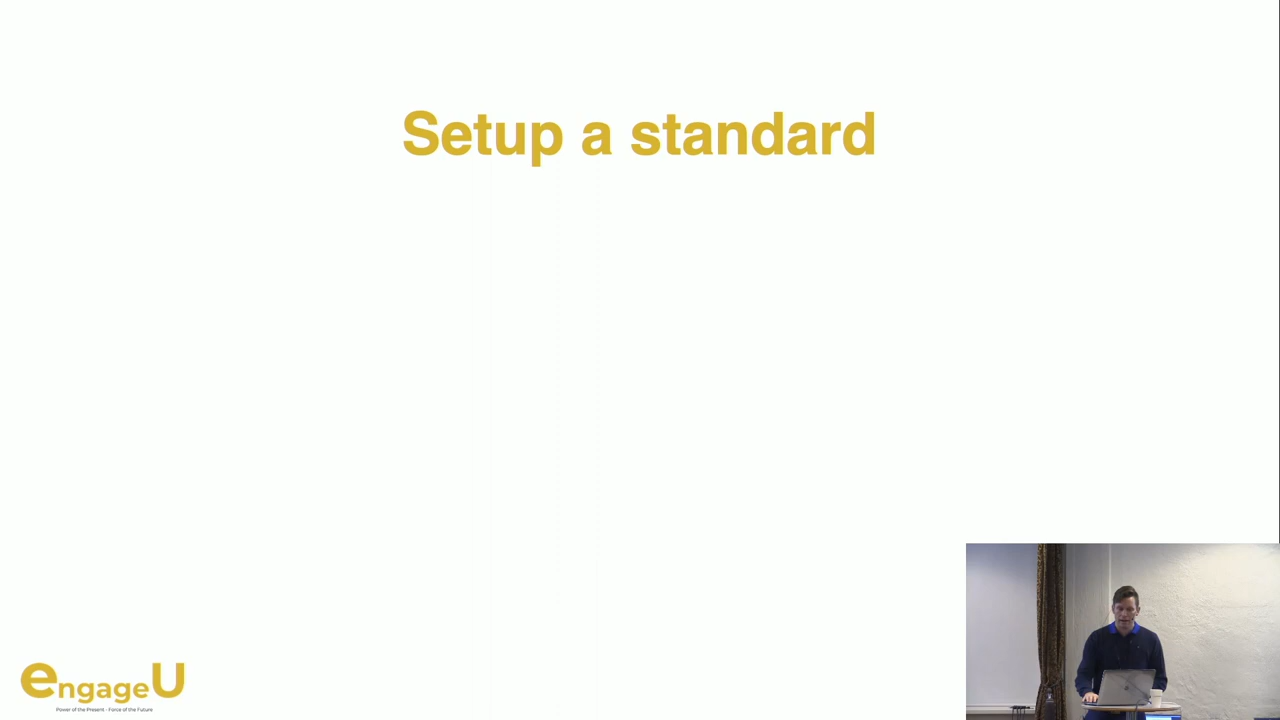 Setup a standard
engageU
Power of the Present - Force of the Future